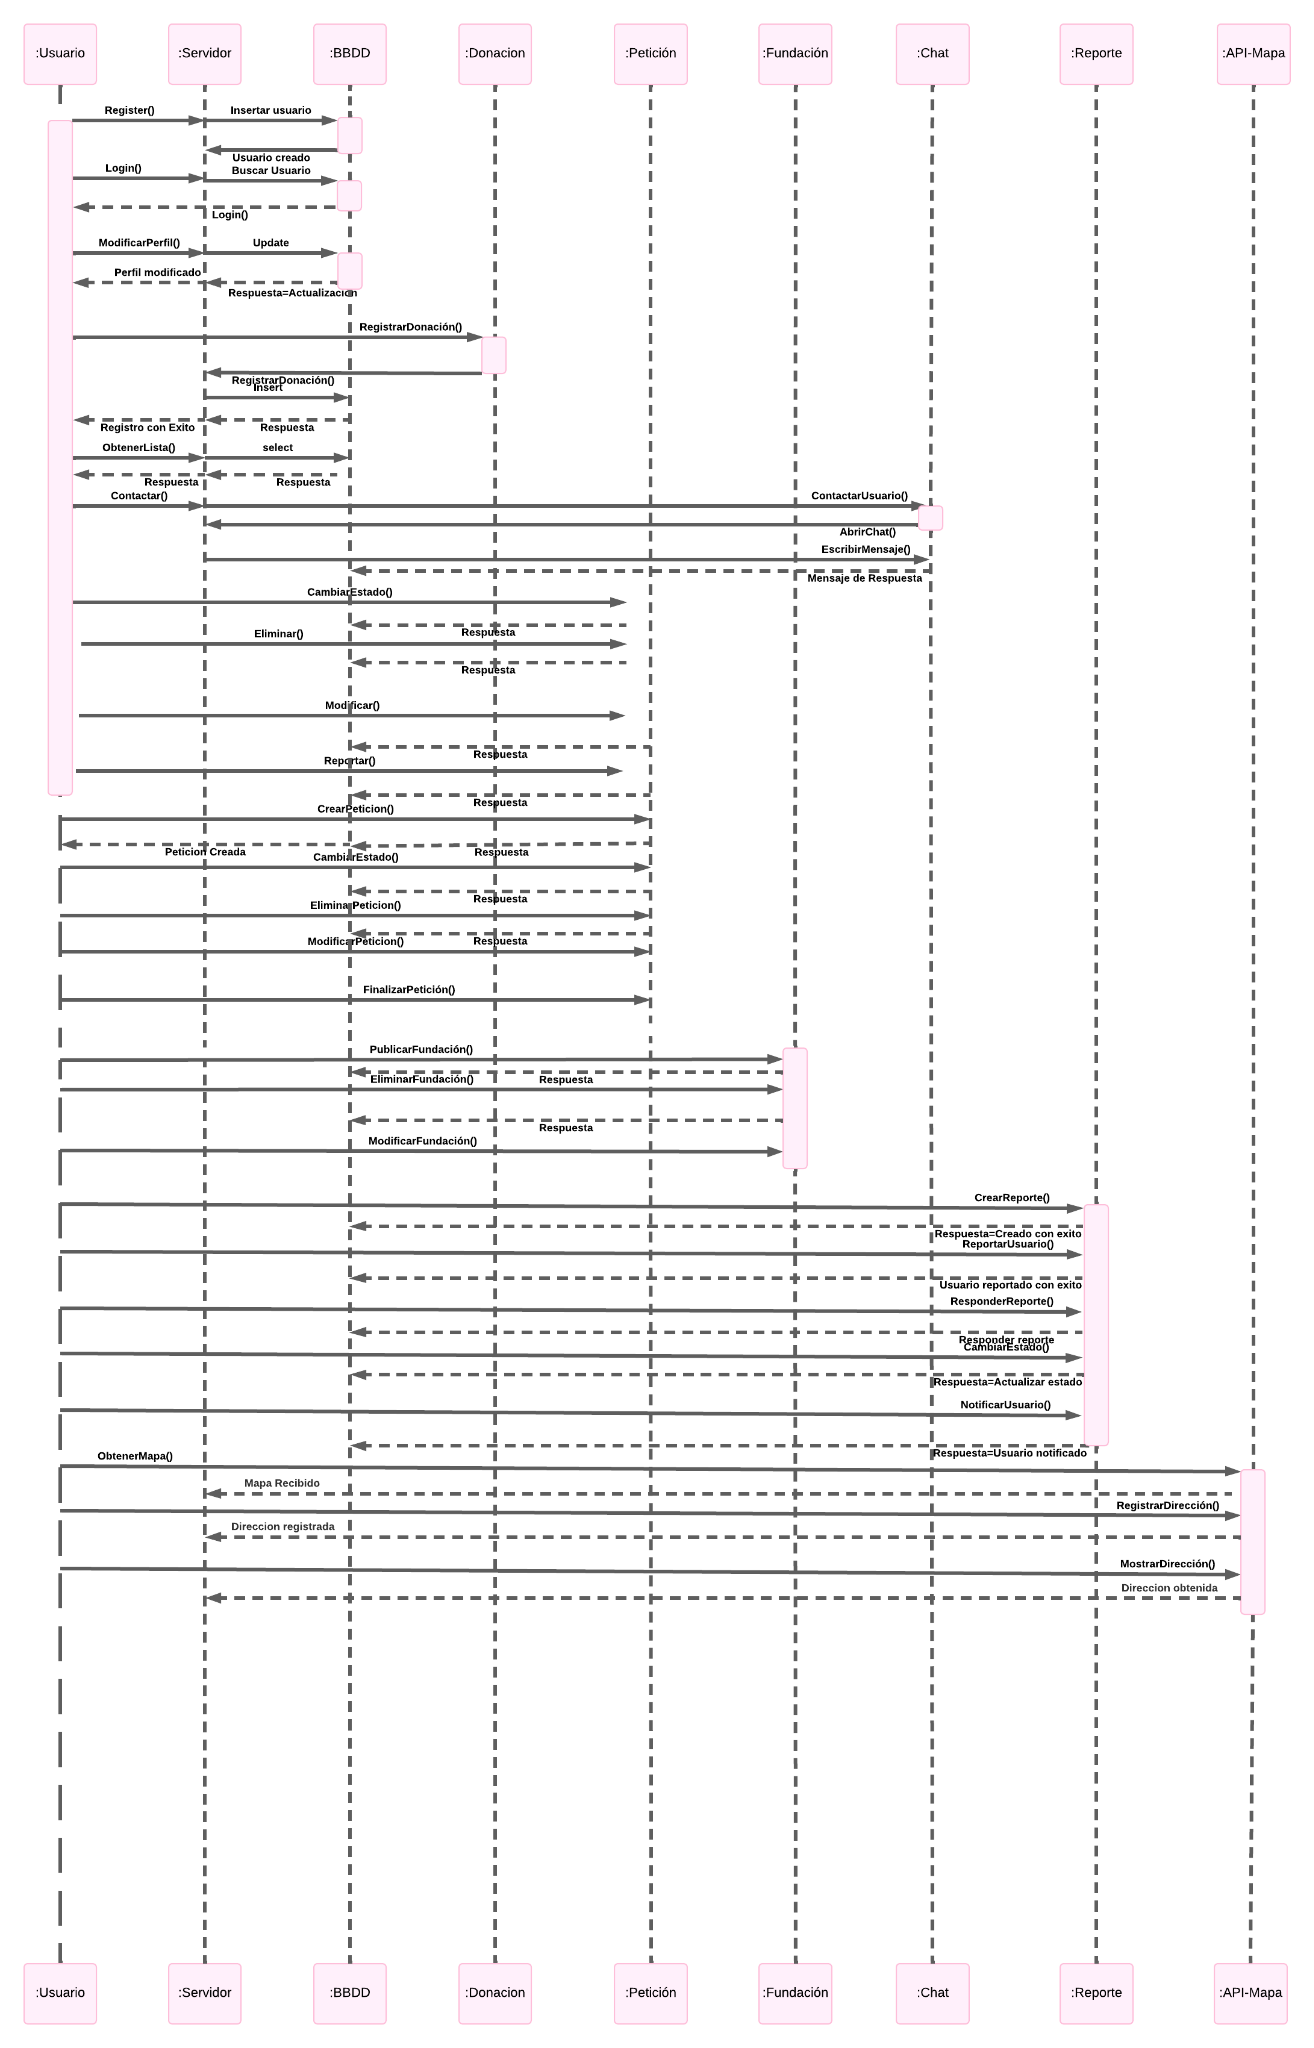 :Usuario
:Servidor
:BBDD
:Donacion
:Petición
:Fundación
:Chat
:Reporte
:API-Mapa
Register()
Insertar usuario
Usuario creado
Login()
Buscar Usuario
Login()
ModificarPerfil()
Update
Perfil modificado
Respuesta=Actualización
RegistrarDonación()
RegistrarDonación()
Insert
Registro con Exito
Respuesta
ObtenerLista()
select
Respuesta
Respuesta
Contactar()
ContactarUsuario()
AbrirChat()
EscribirMensaje()
Mensaje de Respuesta
CambiarEstado()
Respuesta
Eliminar()
Respuesta
Modificar()
Respuesta
Reportar()
Respuesta
CrearPeticion()
Peticion Creada
Respuesta
CambiarEstado()
Respuesta
EliminarPeticion()
ModificarPeticion()
Respuesta
FinalizarPetición()
PublicarFundación()
EliminarFundación()
Respuesta
Respuesta
ModificarFundación()
CrearReporte()
Respuesta=Creado con exito
ReportarUsuario()
Usuario reportado con exito
ResponderReporte()
Responder reporte
CambiarEstado()
Respuesta=Actualizar estado
NotificarUsuario()
Respuesta=Usuario notificado
ObtenerMapa()
Mapa Recibido
RegistrarDirección()
Direccion registrada
MostrarDirección()
Direccion obtenida
:Usuario
:Servidor
:BBDD
:Donacion
:Petición
:Fundación
:Chat
:Reporte
:API-Mapa